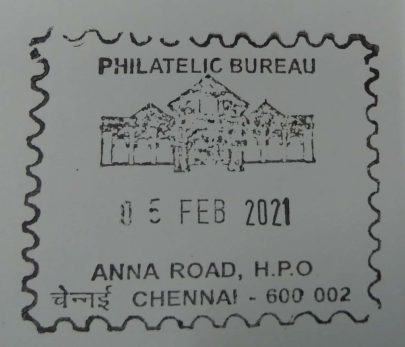 PHILATELIC BUREAU
05 FEB 2021
ANNA ROAD, H.P.O
चेन्नई CHENNAI - 600 002